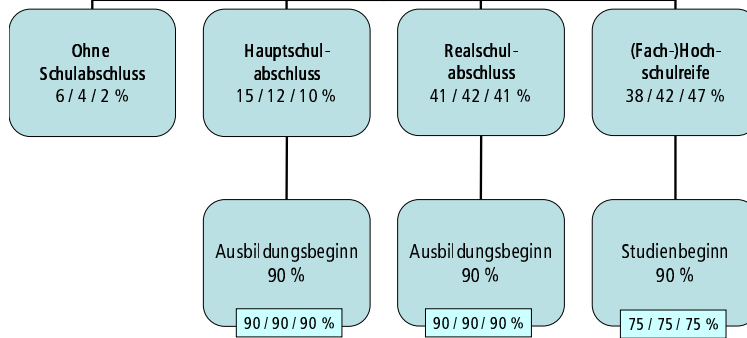 Ohne
Schulabschluss
6 / 4 / 2 %
Hauptschul-
abschluss
15 / 12 / 10 %
Realschul-
abschluss
41 / 42 / 41 %
(Fach-)Hoch-
schulreife
38 / 42 / 47 %
Ausbildungsbeginn
90 %
90 / 90 / 90 %
Ausbildungsbeginn
90 %
90 / 90 / 90 %
Studienbeginn
90 %
75 / 75 / 75 %